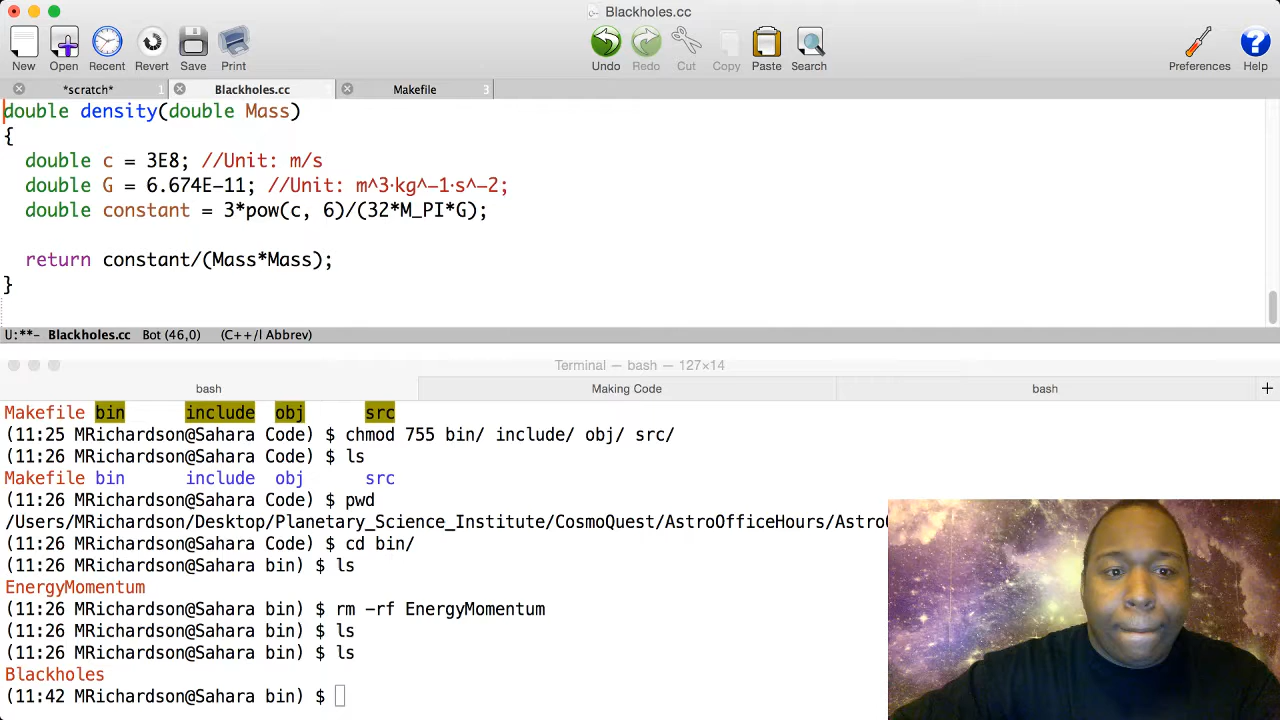 Blackholes.cc
New Open Recent Revert Save Print Undo Redo Cut Copy Paste Search Preferences Help
*scratch* 1 Blackholes.cc Makefile 3
double density(double Mass)
{
double c = 3E8; //Unit: m/s
double G = 6.674E-11; //Unit: m^3·kg^-1·s^-2;
double constant = 3*pow(c, 6)/(32*M_PI*G);
return constant/(Mass*Mass);
}
U:**- Blackholes.cc Bot (46,0) (C++/l Abbrev)
Terminal — bash — 127×14
bash Making Code bash +
Makefile bin include obj src
(11:25 MRichardson@Sahara Code) $ chmod 755 bin/ include/ obj/ src/
(11:26 MRichardson@Sahara Code) $ ls
Makefile bin include obj src
(11:26 MRichardson@Sahara Code) $ pwd
/Users/MRichardson/Desktop/Planetary_Science_Institute/CosmoQuest/AstroOfficeHours/Astro
(11:26 MRichardson@Sahara Code) $ cd bin/
(11:26 MRichardson@Sahara bin) $ ls
EnergyMomentum
(11:26 MRichardson@Sahara bin) $ rm -rf EnergyMomentum
(11:26 MRichardson@Sahara bin) $ ls
(11:26 MRichardson@Sahara bin) $ ls
Blackholes
(11:42 MRichardson@Sahara bin) $